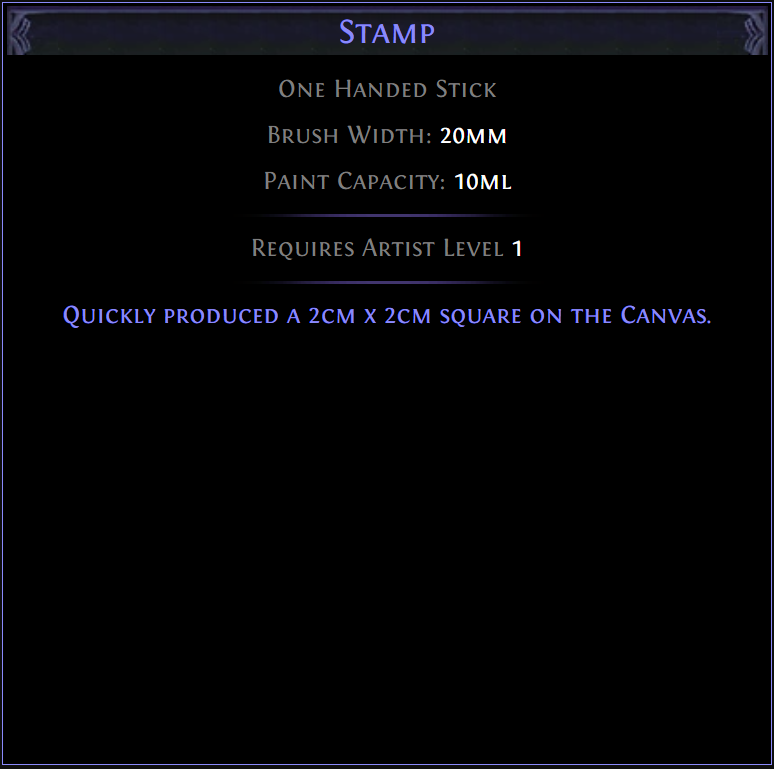 Stamp
One Handed Stick
Brush Width: 20mm
Paint Capacity: 10ml
Requires Artist Level 1
Quickly produced a 2cm x 2cm square on the Canvas.